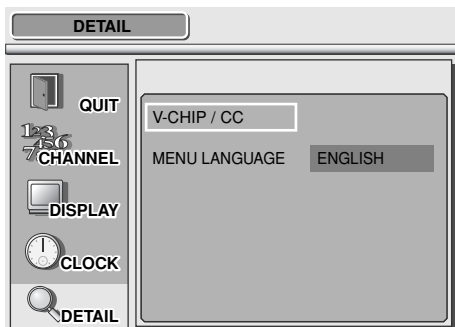 DETAIL
QUIT
123
456
7
CHANNEL
DISPLAY
CLOCK
DETAIL
V-CHIP / CC
MENU LANGUAGE ENGLISH